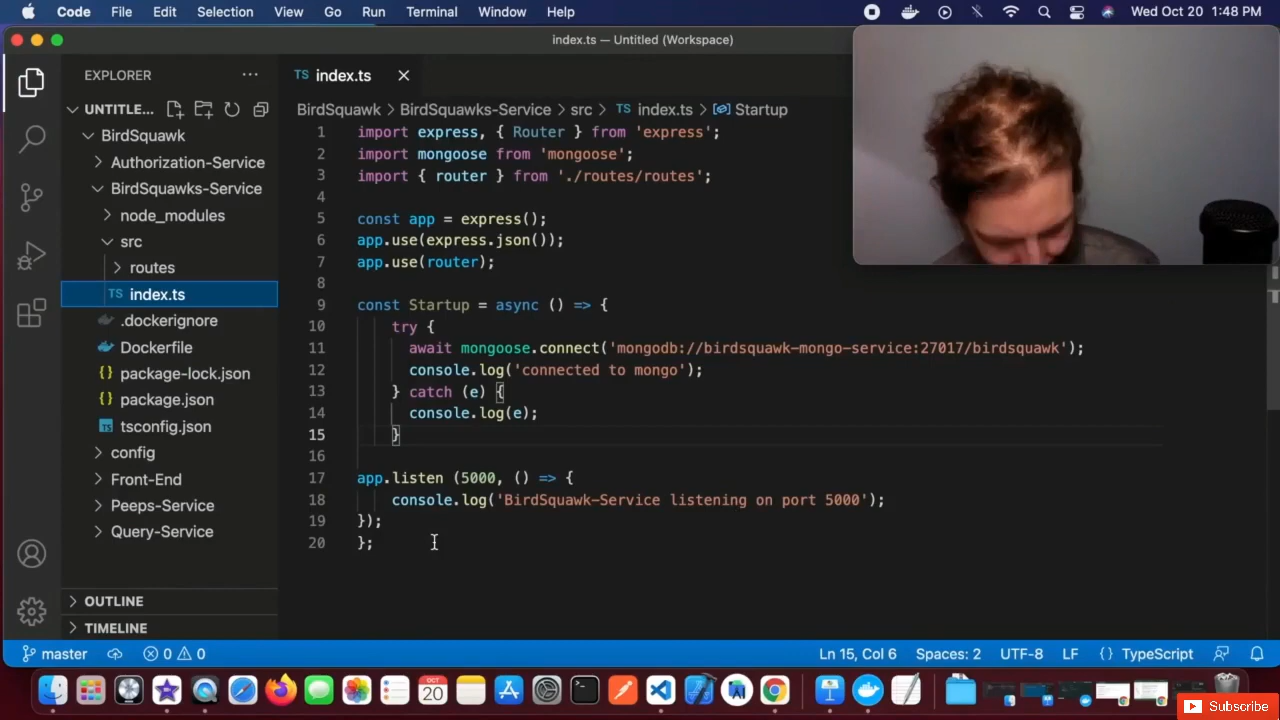 Code File Edit Selection View Go Run Terminal Window Help Wed Oct 20 1:48 PM
index.ts — Untitled (Workspace)
EXPLORER ···
TS index.ts
UNTITLE...
BirdSquawk > BirdSquawks-Service > src > TS index.ts > Startup
BirdSquawk
Authorization-Service
BirdSquawks-Service
node_modules
src
routes
TS index.ts
.dockerignore
Dockerfile
{} package-lock.json
{} package.json
TS tsconfig.json
config
Front-End
Peeps-Service
Query-Service
OUTLINE
TIMELINE
1 import express, { Router } from 'express';
2 import mongoose from 'mongoose';
3 import { router } from './routes/routes';
4
5 const app = express();
6 app.use(express.json());
7 app.use(router);
8
9 const Startup = async () => {
10 try {
11 await mongoose.connect('mongodb://birdsquawk-mongo-service:27017/birdsquawk');
12 console.log('connected to mongo');
13 } catch (e) {
14 console.log(e);
15 }
16
17 app.listen (5000, () => {
18 console.log('BirdSquawk-Service listening on port 5000');
19 });
20 };
master 0 0 Ln 15, Col 6 Spaces: 2 UTF-8 LF {} TypeScript
OCT
20
Subscribe